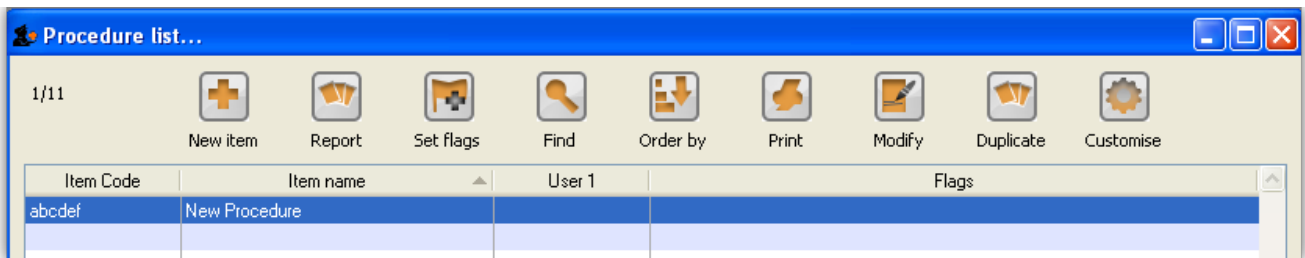 Procedure list...
1/11
New item Report Set flags Find Order by Print Modify Duplicate Customise
Item Code Item name User 1 Flags
abcdef New Procedure